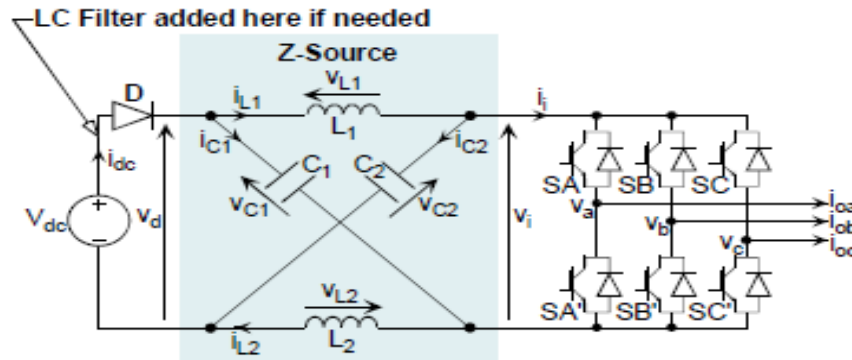 LC Filter added here if needed
Z-Source
D
iL1
vL1
L1
ii
iC1
iC2
idc
C1
C2
SA
SB
SC
Vdc
vd
vC1
vC2
vi
va
vb
vc
ioa
iob
ioc
vL2
iL2
L2
SA'
SB'
SC'